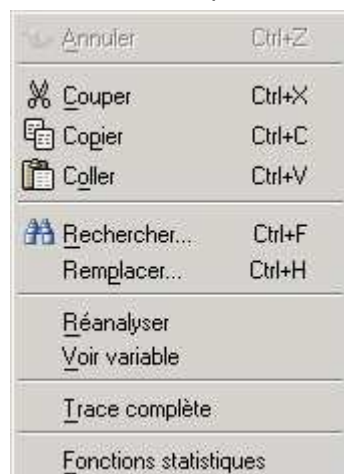 Annuler Ctrl+Z
Couper Ctrl+X
Copier Ctrl+C
Coller Ctrl+V
Rechercher... Ctrl+F
Remplacer... Ctrl+H
Réanalyser
Voir variable
Trace complète
Fonctions statistiques